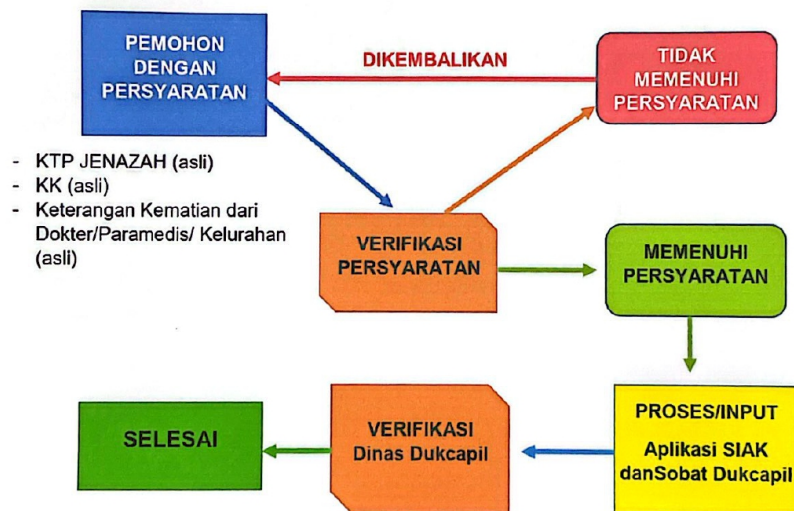 PEMOHON
DENGAN
PERSYARATAN
DIKEMBALIKAN
TIDAK
MEMENUHI
PERSYARATAN
- KTP JENAZAH (asli)
- KK (asli)
- Keterangan Kematian dari
Dokter/Paramedis/ Kelurahan
(asli)
VERIFIKASI
PERSYARATAN
MEMENUHI
PERSYARATAN
SELESAI
VERIFIKASI
Dinas Dukcapil
PROSES/INPUT
Aplikasi SIAK
danSobat Dukcapil